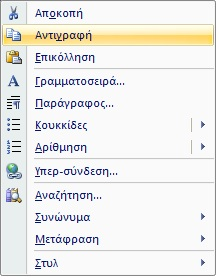 Αποκοπή
Αντιγραφή
Επικόλληση
Γραμματοσειρά...
Παράγραφος...
Κουκκίδες
Αρίθμηση
Υπερ-σύνδεση...
Αναζήτηση...
Συνώνυμα
Μετάφραση
Στυλ